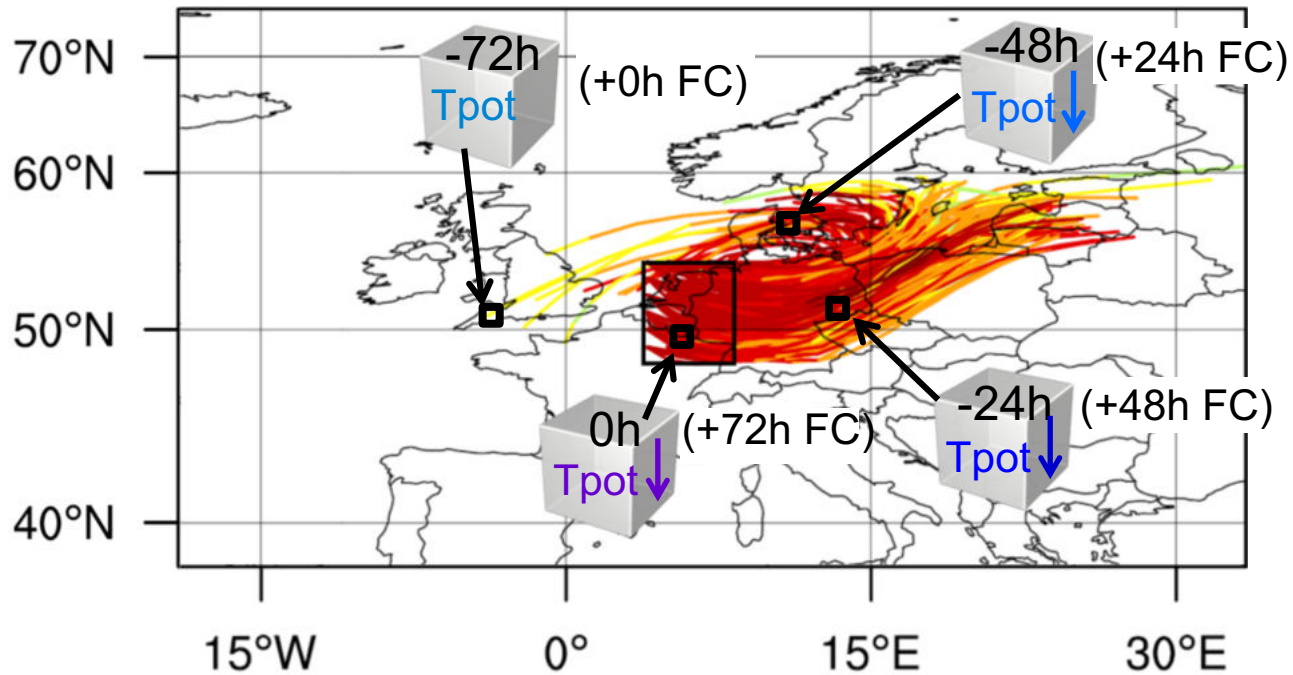 70°N
60°N
50°N
40°N
-72h
(+0h FC)
Tpot
-48h
(+24h FC)
Tpot
0h
(+72h FC)
Tpot
-24h
(+48h FC)
Tpot
15°W
0°
15°E
30°E